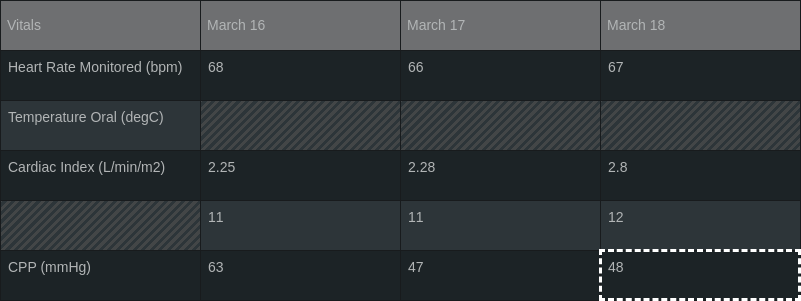 Vitals March 16 March 17 March 18
Heart Rate Monitored (bpm) 68 66 67
Temperature Oral (degC)
Cardiac Index (L/min/m2) 2.25 2.28 2.8
11 11 12
CPP (mmHg) 63 47 48